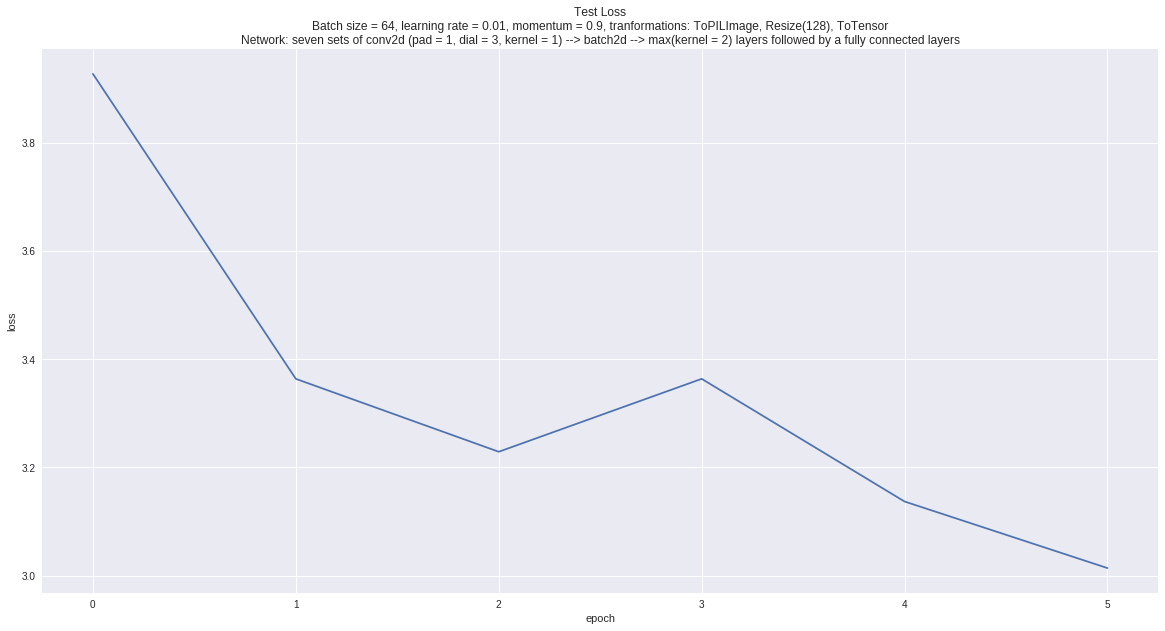 Test Loss
Batch size = 64, learning rate = 0.01, momentum = 0.9, tranformations: ToPILImage, Resize(128), ToTensor
Network: seven sets of conv2d (pad = 1, dial = 3, kernel = 1) --> batch2d --> max(kernel = 2) layers followed by a fully connected layers
3.8
3.6
3.4
3.2
3.0
loss
0 1 2 3 4 5
epoch